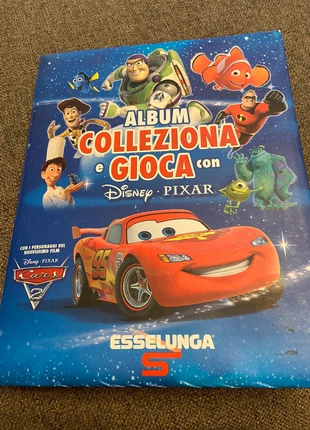 ALBUM
COLLEZIONA
e GIOCA con
Disney · PIXAR
CON I PERSONAGGI DEL
NUOVISSIMO FILM
Disney · PIXAR
Cars
2
95
ESSELUNGA
S